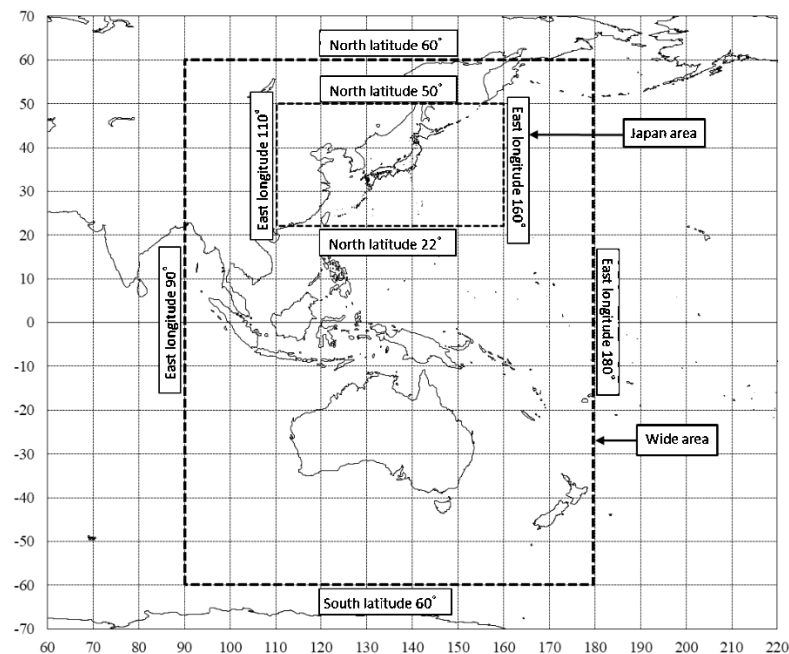 70
60
50
40
30
20
10
0
-10
-20
-30
-40
-50
-60
-70
North latitude 60°
North latitude 50°
East longitude 110°
East longitude 160°
Japan area
North latitude 22°
East longitude 90°
East longitude 180°
Wide area
South latitude 60°
60 70 80 90 100 110 120 130 140 150 160 170 180 190 200 210 220